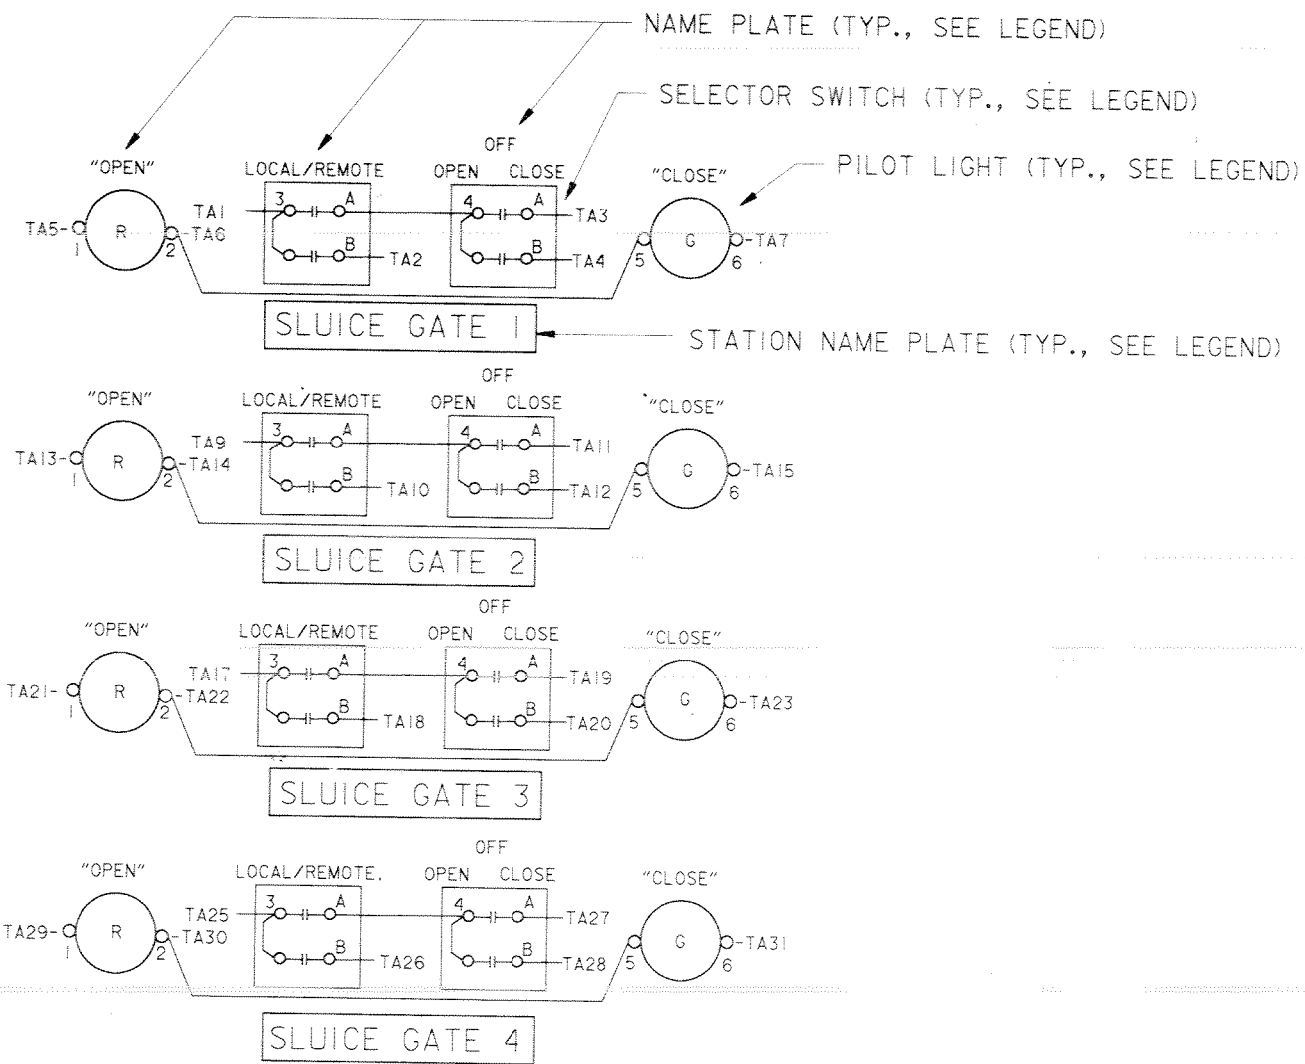 NAME PLATE (TYP., SEE LEGEND)
SELECTOR SWITCH (TYP., SEE LEGEND)
OFF
"OPEN" LOCAL/REMOTE OPEN CLOSE "CLOSE" PILOT LIGHT (TYP., SEE LEGEND)
3 A 4 A
TA1 TA3
TA5 R TA6 G TA7
1 2 B TA2 B TA4 5 6
SLUICE GATE 1 STATION NAME PLATE (TYP., SEE LEGEND)
OFF
"OPEN" LOCAL/REMOTE OPEN CLOSE "CLOSE"
3 A 4 A
TA9 TA11
TA13 R TA14 G TA15
1 2 B TA10 B TA12 5 6
SLUICE GATE 2
OFF
"OPEN" LOCAL/REMOTE OPEN CLOSE "CLOSE"
3 A 4 A
TA17 TA19
TA21 R TA22 G TA23
1 2 B TA18 B TA20 5 6
SLUICE GATE 3
OFF
"OPEN" LOCAL/REMOTE. OPEN CLOSE "CLOSE"
3 A 4 A
TA25 TA27
TA29 R TA30 G TA31
1 2 B TA26 B TA28 5 6
SLUICE GATE 4